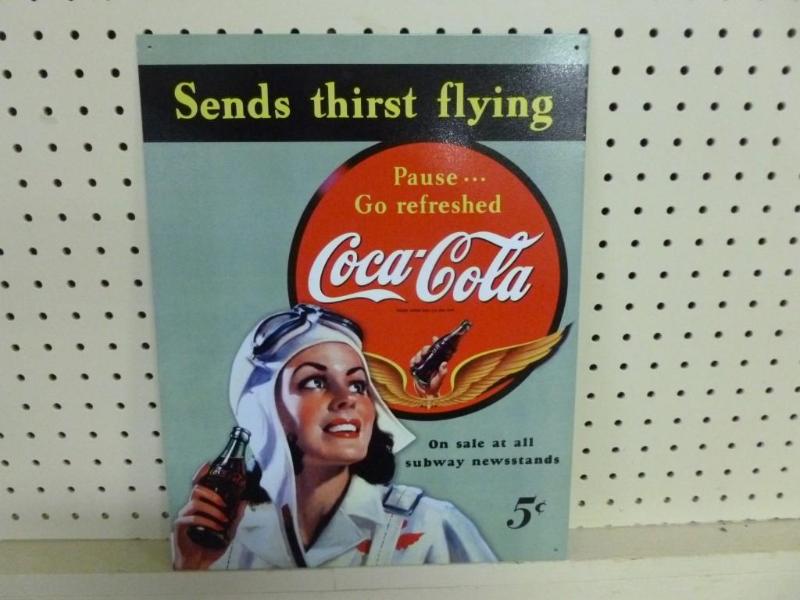 Sends thirst flying
Pause...
Go refreshed
Coca-Cola
On sale at all
subway newsstands
5¢